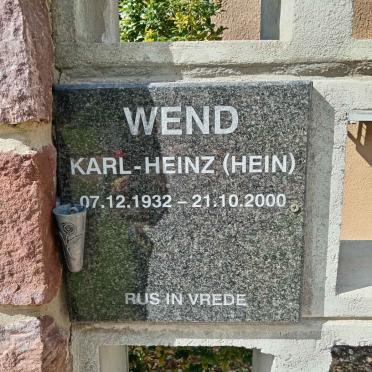 WEND
KARL-HEINZ (HEIN)
07.12.1932 – 21.10.2000
RUS IN VREDE